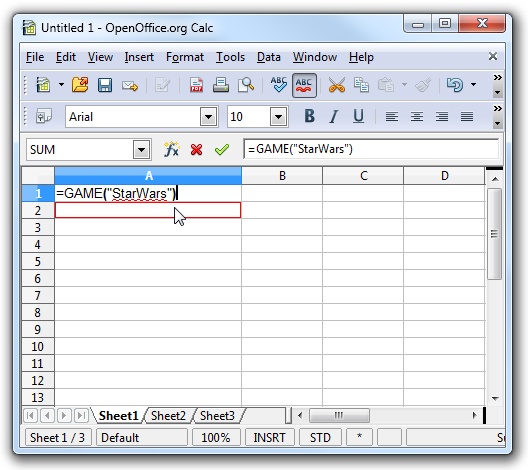 Untitled 1 - OpenOffice.org Calc
File Edit View Insert Format Tools Data Window Help
Arial 10 B I U
SUM =GAME("StarWars")
A B C D
1 =GAME("StarWars")
2
3
4
5
6
7
8
9
10
11
12
13
Sheet1 Sheet2 Sheet3
Sheet 1 / 3 Default 100% INSRT STD * Su